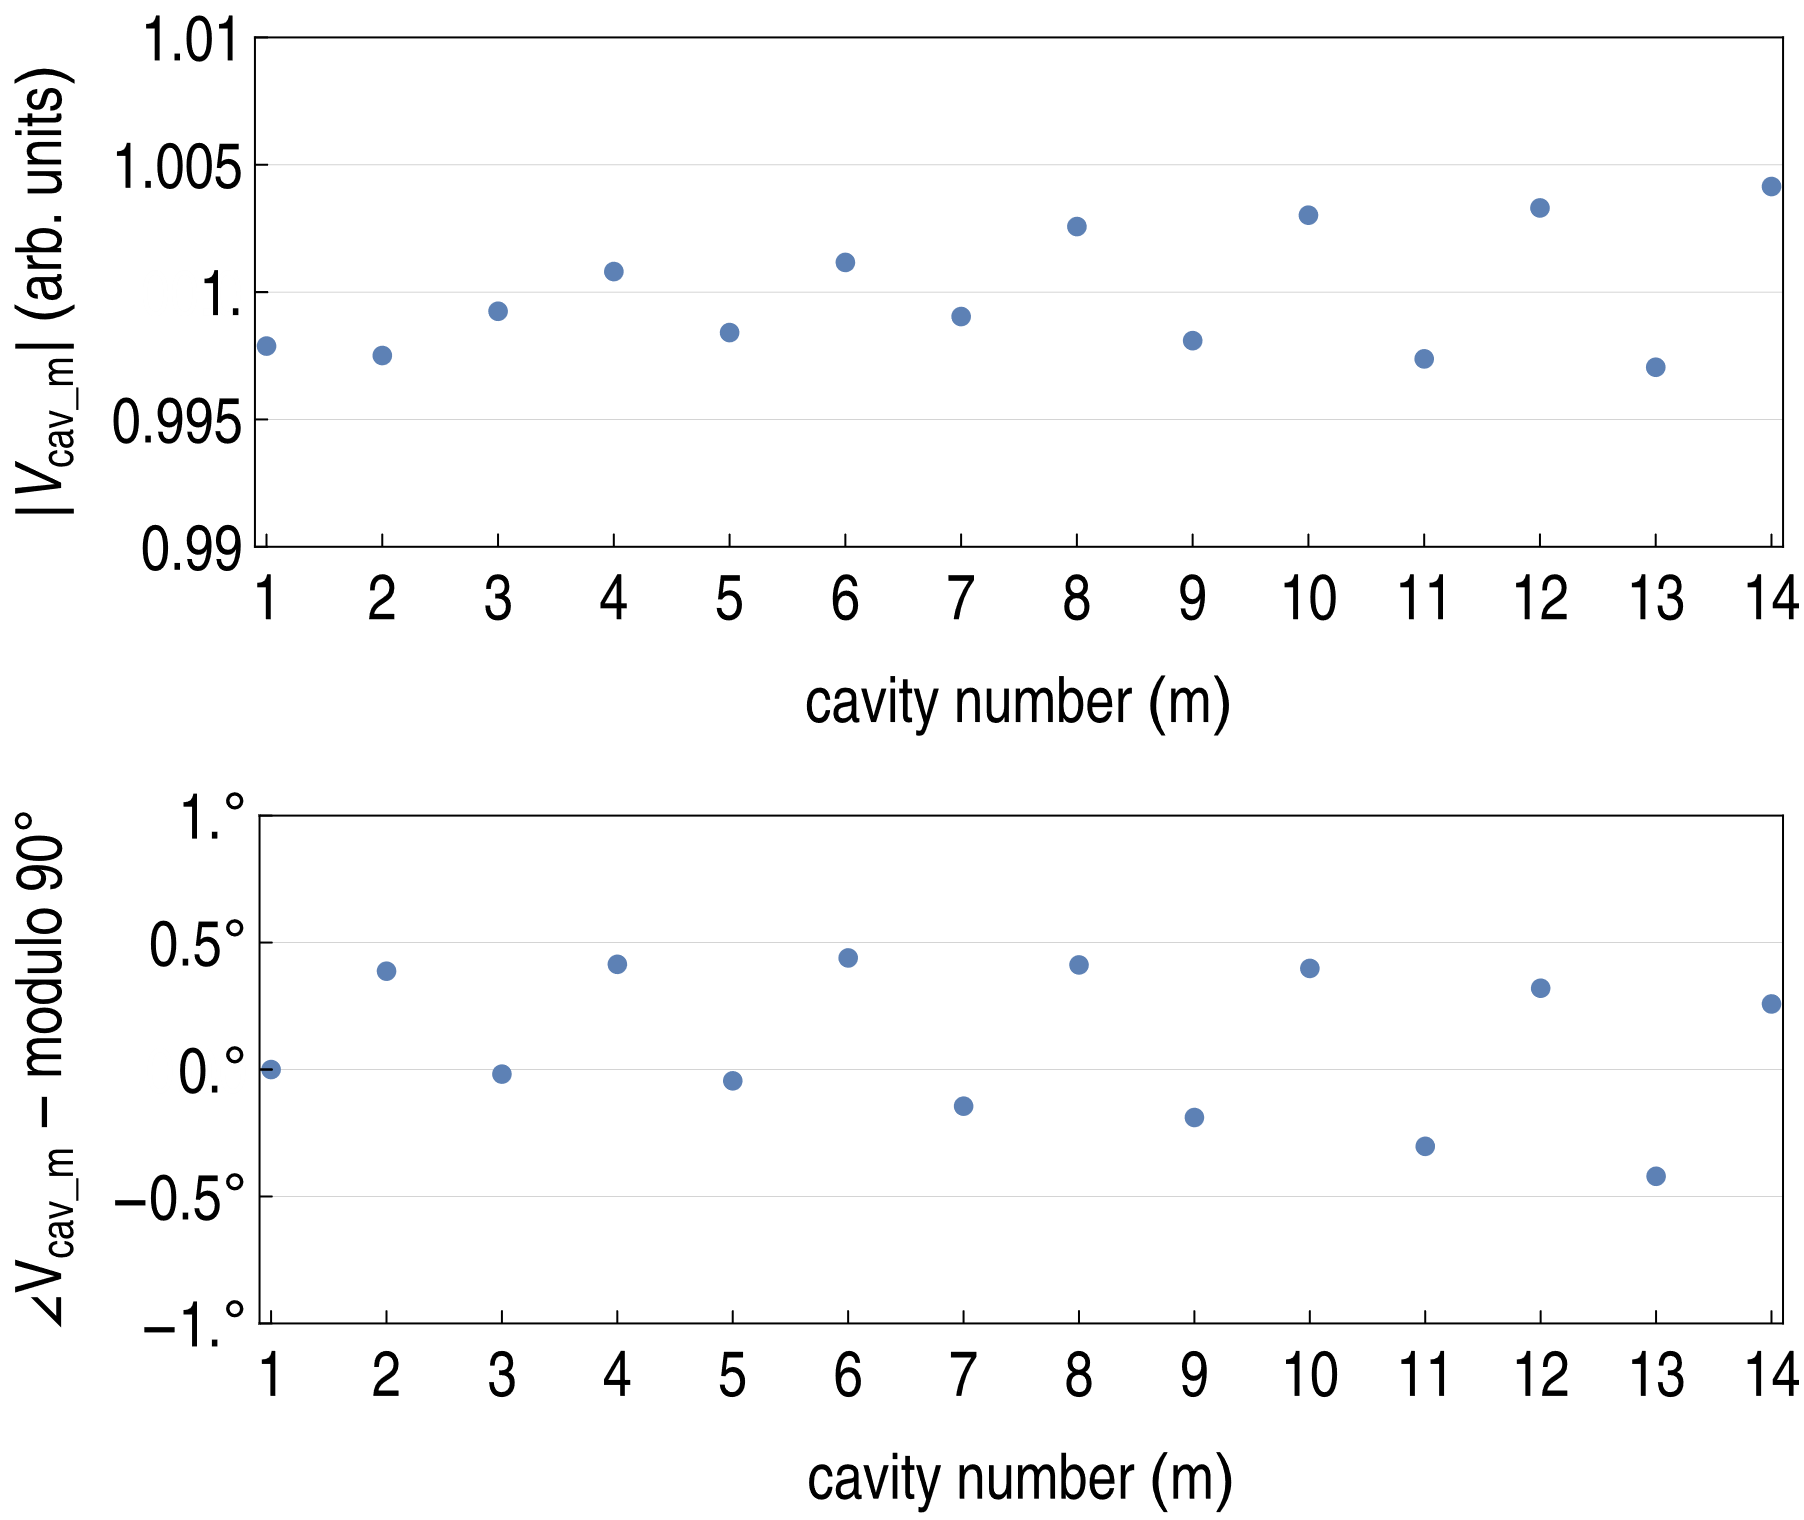 |Vcav_m| (arb. units)
1.01
1.005
1.
0.995
0.99
1 2 3 4 5 6 7 8 9 10 11 12 13 14
cavity number (m)
∠Vcav_m − modulo 90°
1.°
0.5°
0.°
−0.5°
−1.°
1 2 3 4 5 6 7 8 9 10 11 12 13 14
cavity number (m)